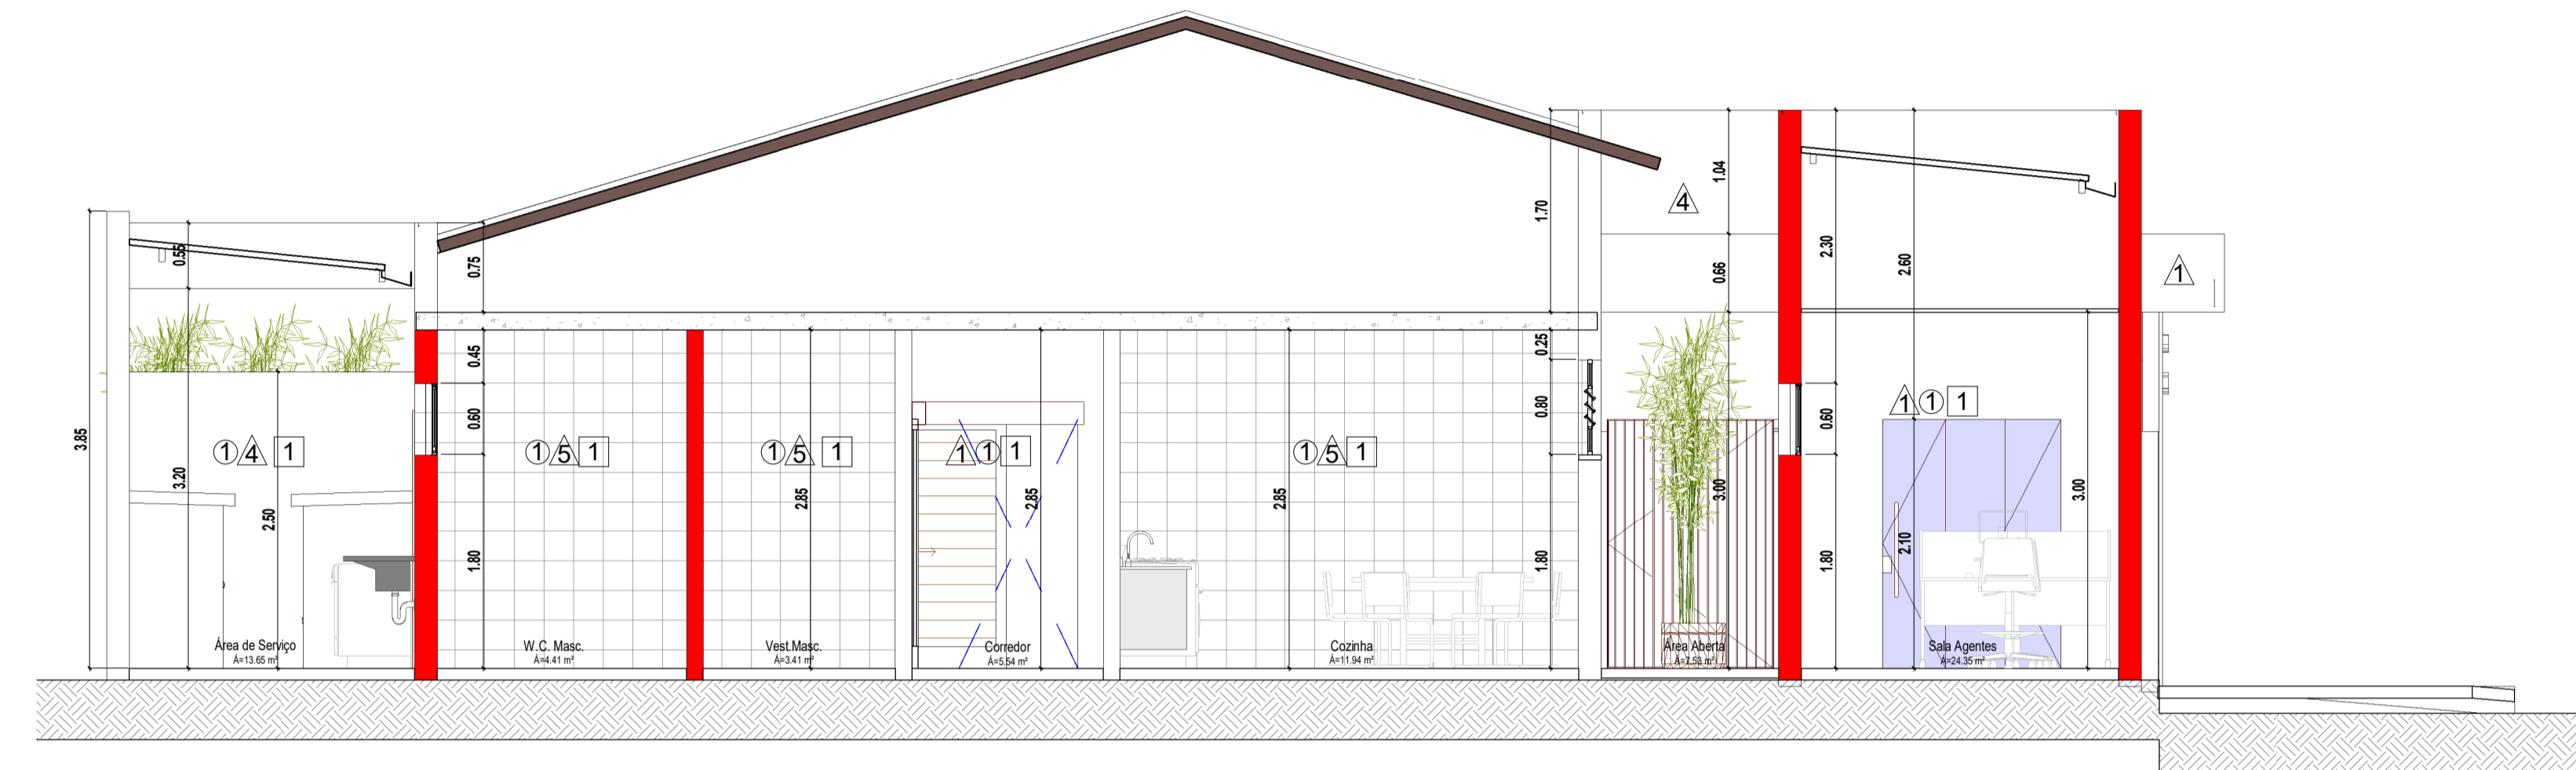 1.04
1.70
4
3.85
0.55
0.75
0.66
2.30
2.60
1
0.45
0.25
0.60
0.80
0.60
1 1 1
1 4 1
1 5 1
1 5 1
1 1 1
1 5 1
3.20
2.50
2.85
2.85
2.85
3.00
3.00
1.80
1.80
1.80
2.10
Área de Serviço
Á=13.65 m²
W.C. Masc.
Á=4.41 m²
Vest.Masc.
Á=3.41 m²
Corredor
Á=5.54 m²
Cozinha
Á=11.94 m²
Área Aberta
Á=7.53 m²
Sala Agentes
Á=24.35 m²